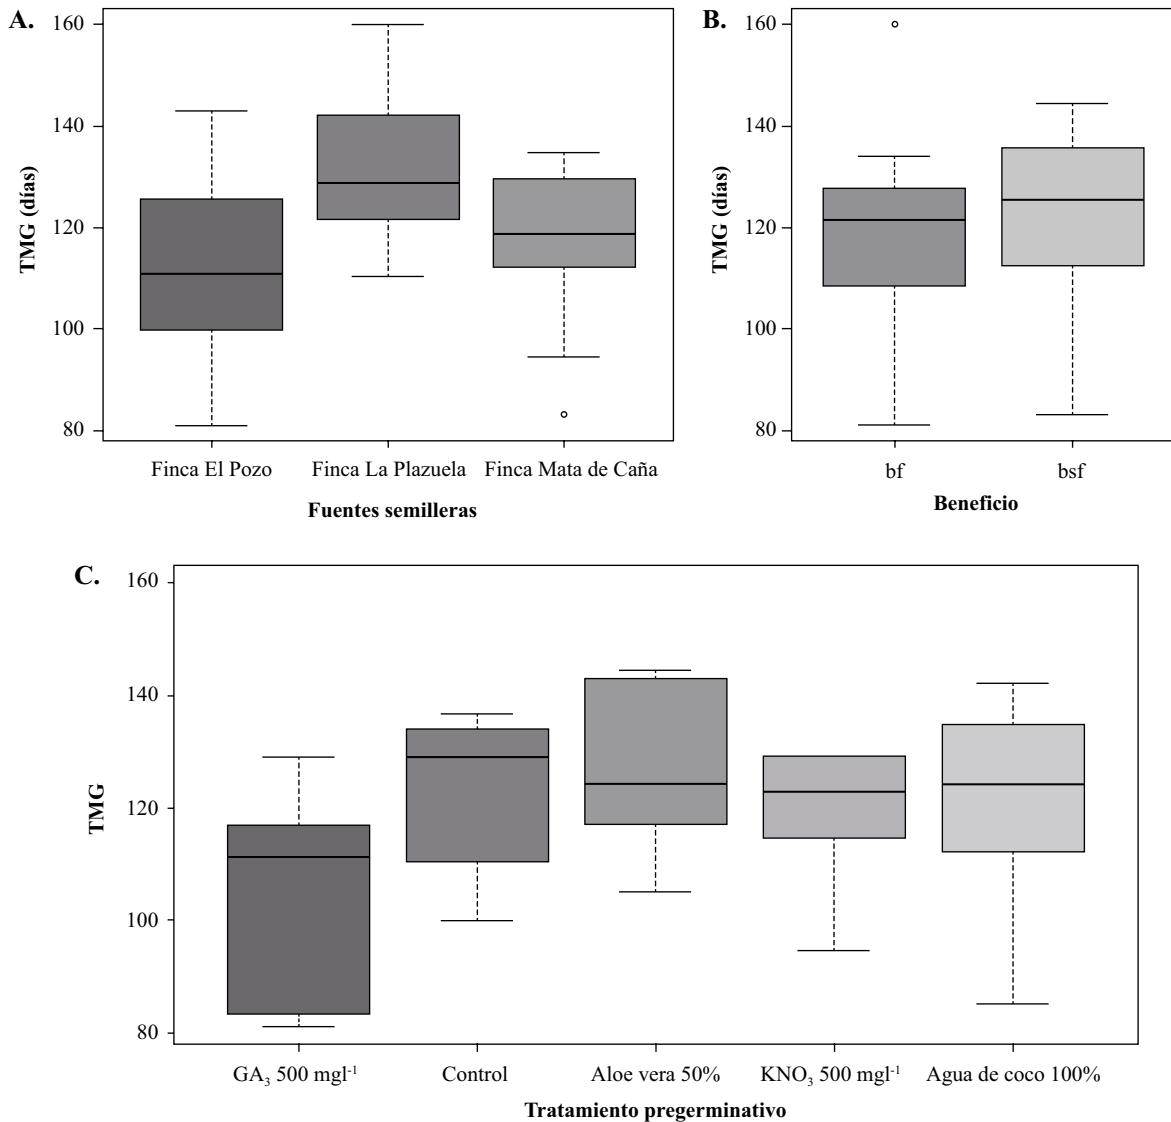 A.
160
140
120
100
80
TMG (días)
Finca El Pozo
Finca La Plazuela
Finca Mata de Caña
Fuentes semilleras
B.
160
140
120
100
80
TMG (días)
bf
bsf
Beneficio
C.
160
140
120
100
80
TMG
GA₃ 500 mgl⁻¹
Control
Aloe vera 50%
KNO₃ 500 mgl⁻¹
Agua de coco 100%
Tratamiento pregerminativo